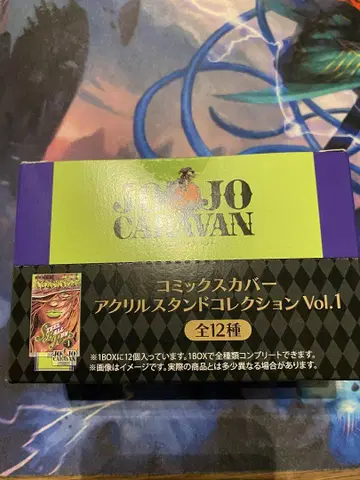 JOJO
CARAVAN
コミックスカバー
アクリルスタンドコレクション Vol.1
全12種
※1BOXに12個入っています。1BOXで全種類コンプリートできます。
※画像はイメージです。実際の商品とは多少異なる場合があります。
JOJO
CARAVAN